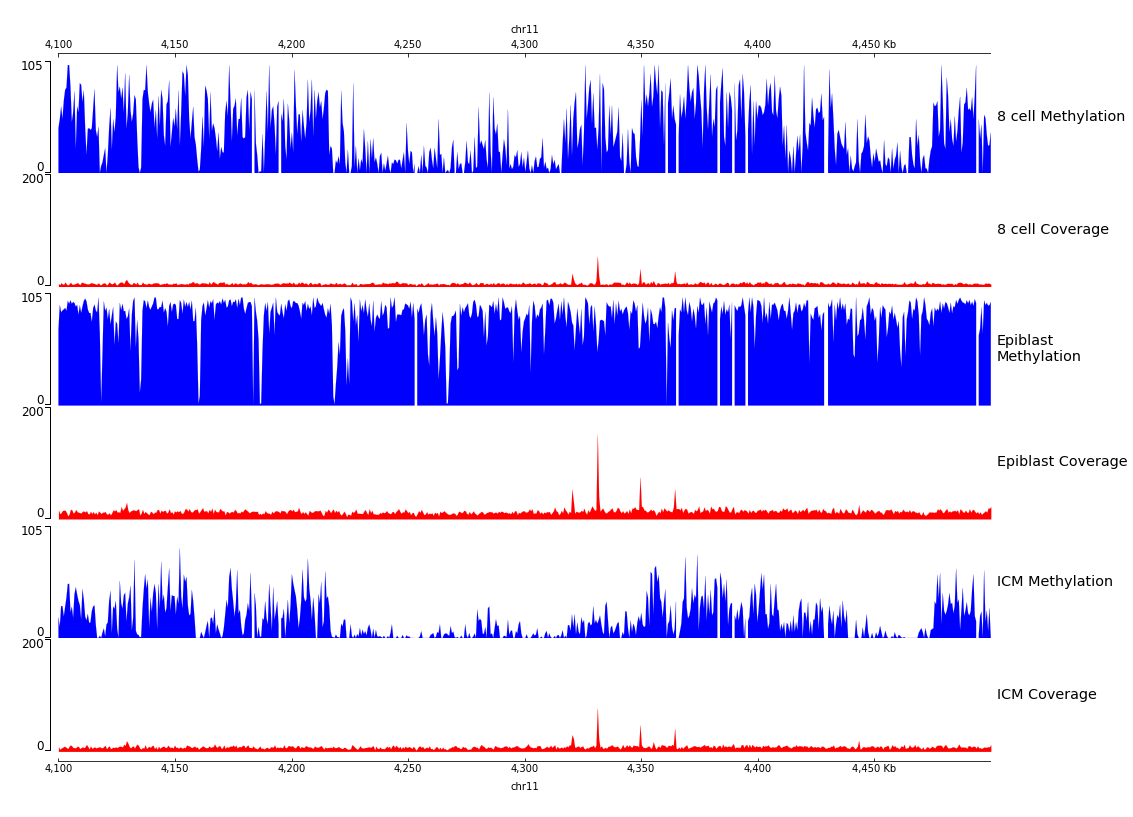 chr11
4,100 4,150 4,200 4,250 4,300 4,350 4,400 4,450 Kb
105
8 cell Methylation
0
200
8 cell Coverage
0
105
Epiblast
Methylation
0
200
Epiblast Coverage
0
105
ICM Methylation
0
200
ICM Coverage
0
4,100 4,150 4,200 4,250 4,300 4,350 4,400 4,450 Kb
chr11